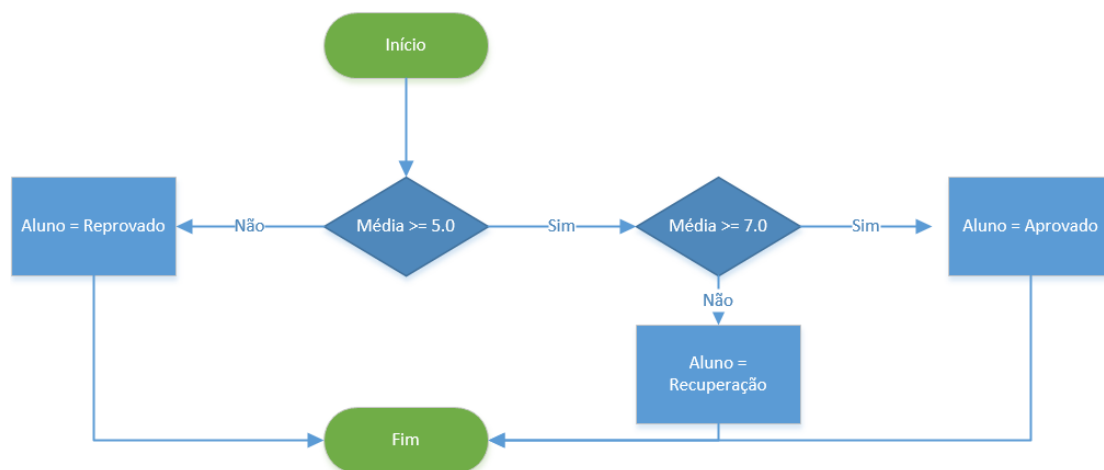 Início
Aluno = Reprovado
Não
Média >= 5.0
Sim
Média >= 7.0
Sim
Aluno = Aprovado
Não
Aluno =
Recuperação
Fim